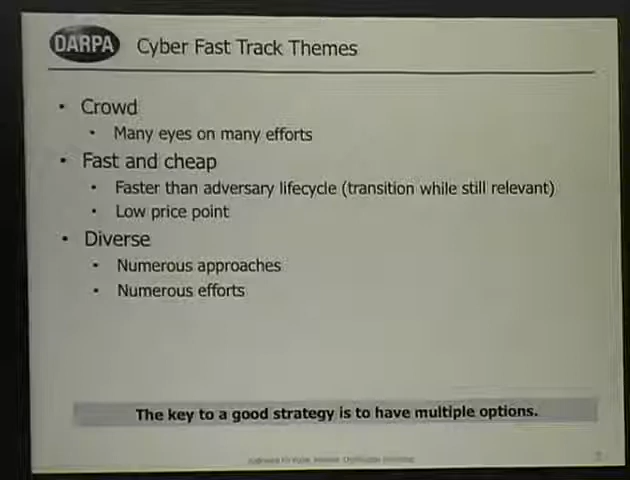 DARPA
Cyber Fast Track Themes
• Crowd
• Many eyes on many efforts
• Fast and cheap
• Faster than adversary lifecycle (transition while still relevant)
• Low price point
• Diverse
• Numerous approaches
• Numerous efforts
The key to a good strategy is to have multiple options.